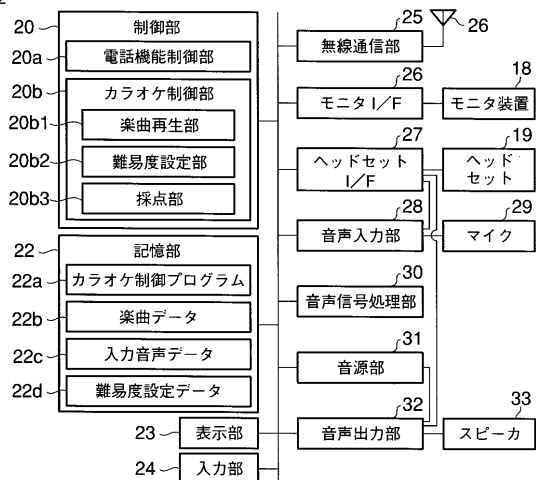 20
制御部
20a
電話機能制御部
20b
カラオケ制御部
20b1
楽曲再生部
20b2
難易度設定部
20b3
採点部
22
記憶部
22a
カラオケ制御プログラム
22b
楽曲データ
22c
入力音声データ
22d
難易度設定データ
23
表示部
24
入力部
25
無線通信部
26
26
モニタ I/F
18
モニタ装置
27
ヘッドセット
I/F
19
ヘッド
セット
28
音声入力部
29
マイク
30
音声信号処理部
31
音源部
32
音声出力部
33
スピーカ